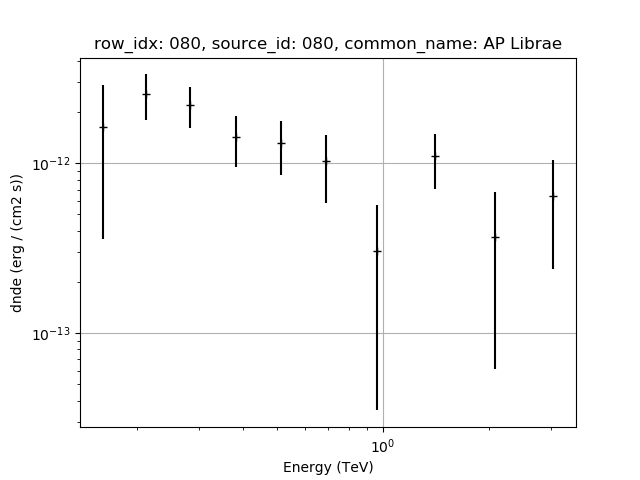 row_idx: 080, source_id: 080, common_name: AP Librae
dnde (erg / (cm2 s))
10⁻¹²
10⁻¹³
10⁰
Energy (TeV)